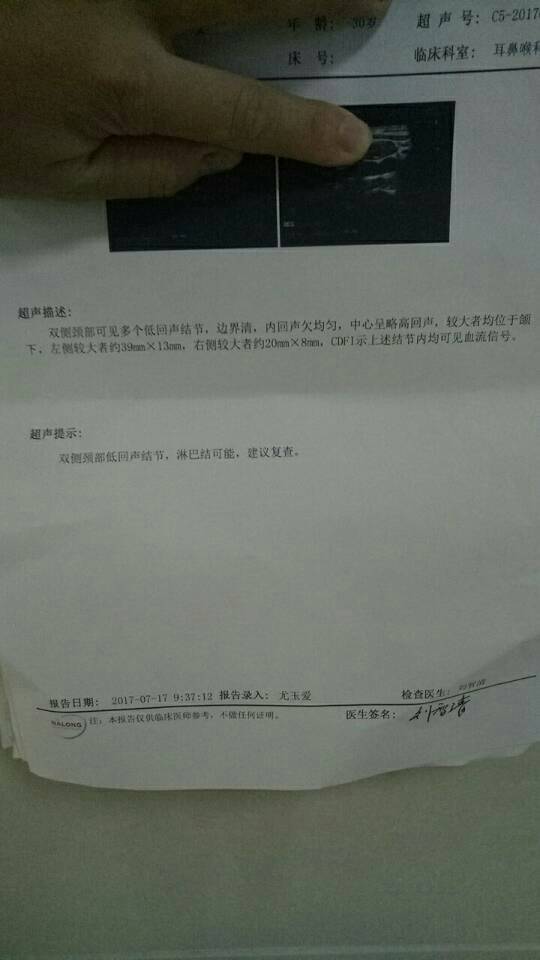 年 龄: 30岁 超 声 号: C5-2017
床 号: 临床科室: 耳鼻喉科
超声描述:
双侧颈部可见多个低回声结节，边界清，内回声欠均匀，中心呈略高回声，较大者均位于颌
下，左侧较大者约39mm×13mm，右侧较大者约20mm×8mm，CDFI示上述结节内均可见血流信号。
超声提示:
双侧颈部低回声结节，淋巴结可能，建议复查。
报告日期: 2017-07-17 9:37:12 报告录入: 尤玉爱 检查医生:
NALONG 注: 本报告仅供临床医师参考，不做任何证明。 医生签名: